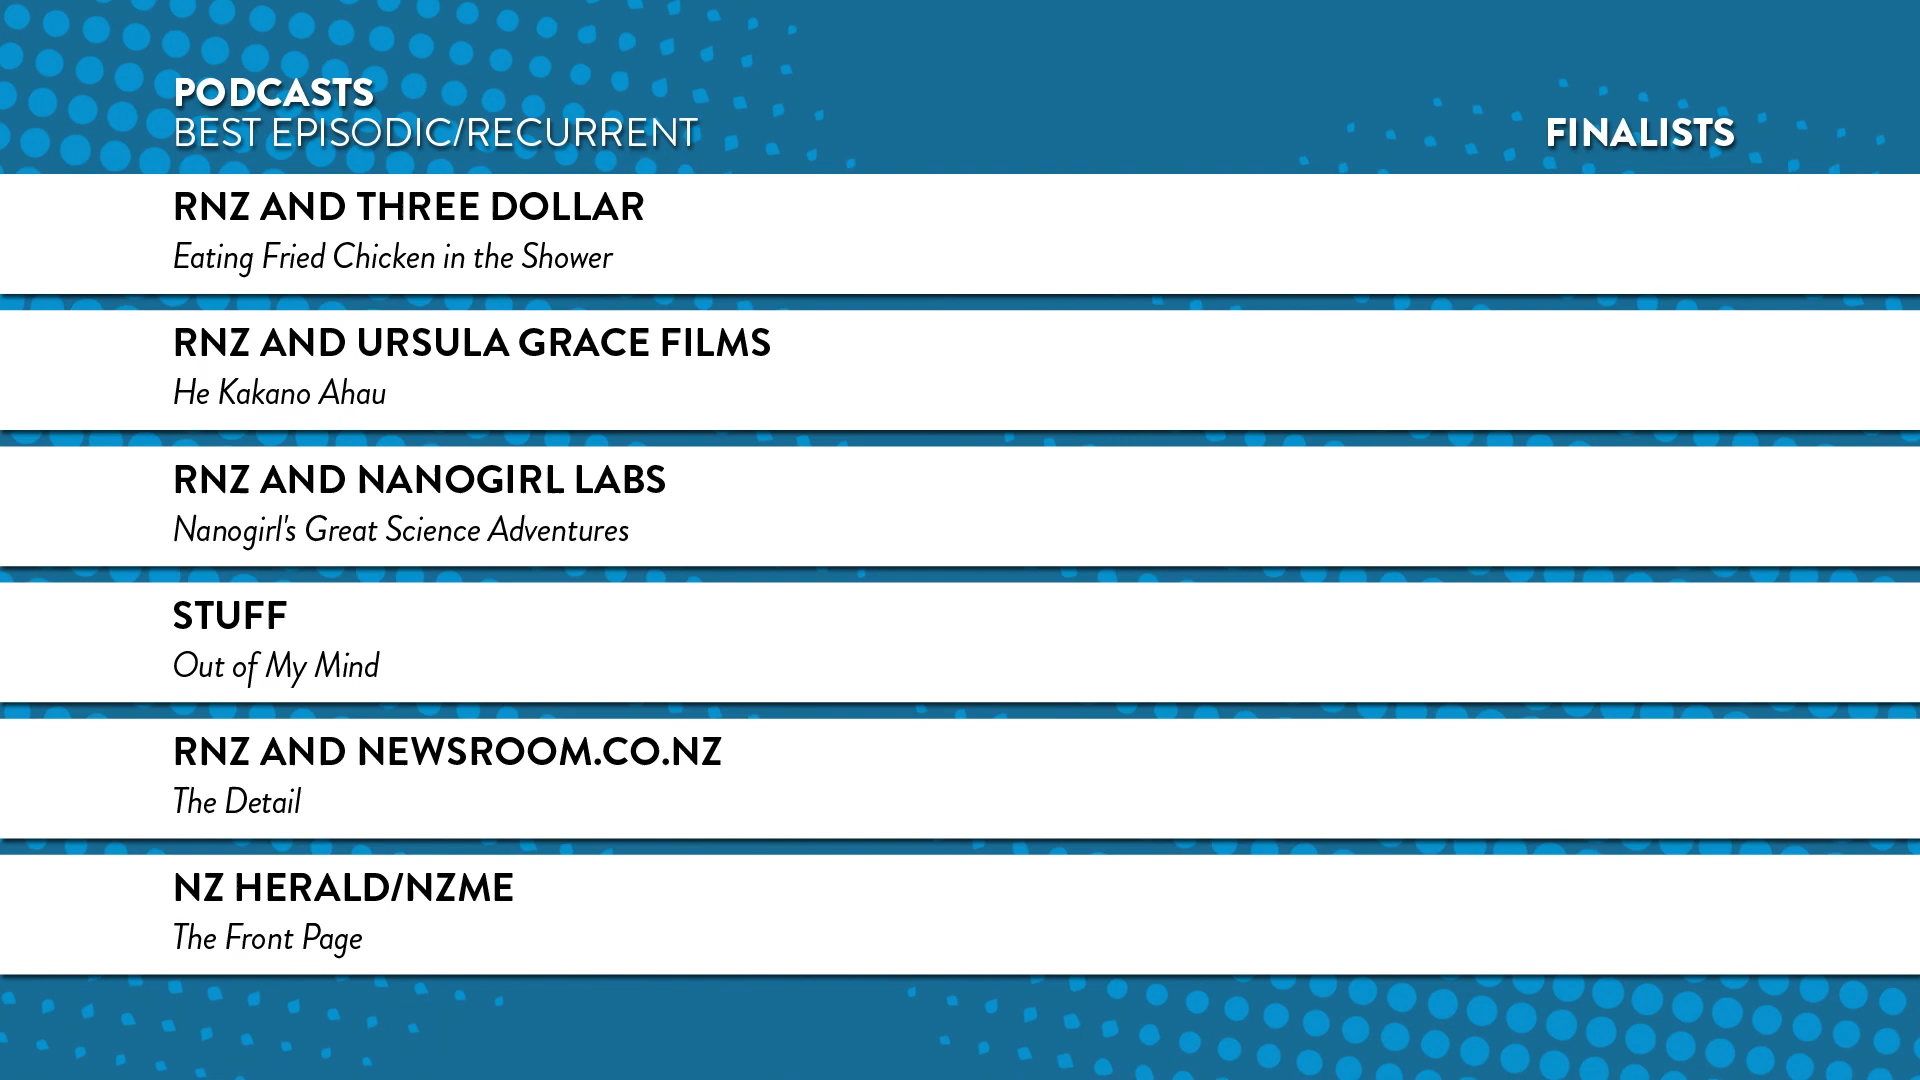 PODCASTS
BEST EPISODIC/RECURRENT
FINALISTS
RNZ AND THREE DOLLAR
Eating Fried Chicken in the Shower
RNZ AND URSULA GRACE FILMS
He Kakano Ahau
RNZ AND NANOGIRL LABS
Nanogirl's Great Science Adventures
STUFF
Out of My Mind
RNZ AND NEWSROOM.CO.NZ
The Detail
NZ HERALD/NZME
The Front Page